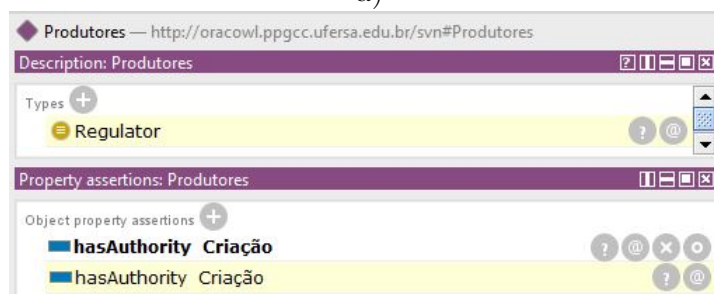 a)
Produtores — http://oracowl.ppgcc.ufersa.edu.br/svn#Produtores
Description: Produtores
Types
Regulator
Property assertions: Produtores
Object property assertions
hasAuthority Criação
hasAuthority Criação